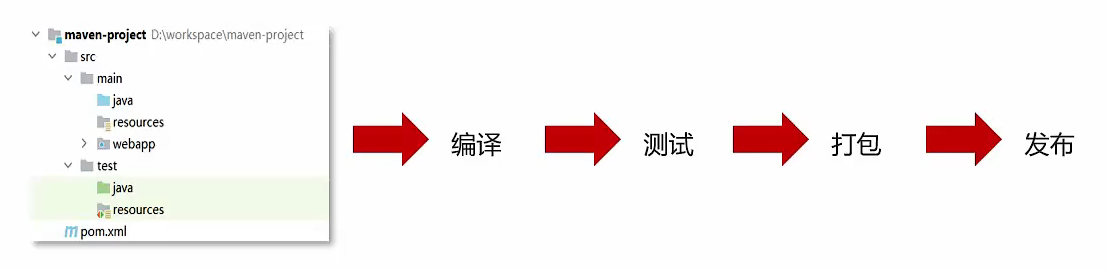 maven-project D:\workspace\maven-project
src
main
java
resources
webapp
test
java
resources
pom.xml
编译
测试
打包
发布